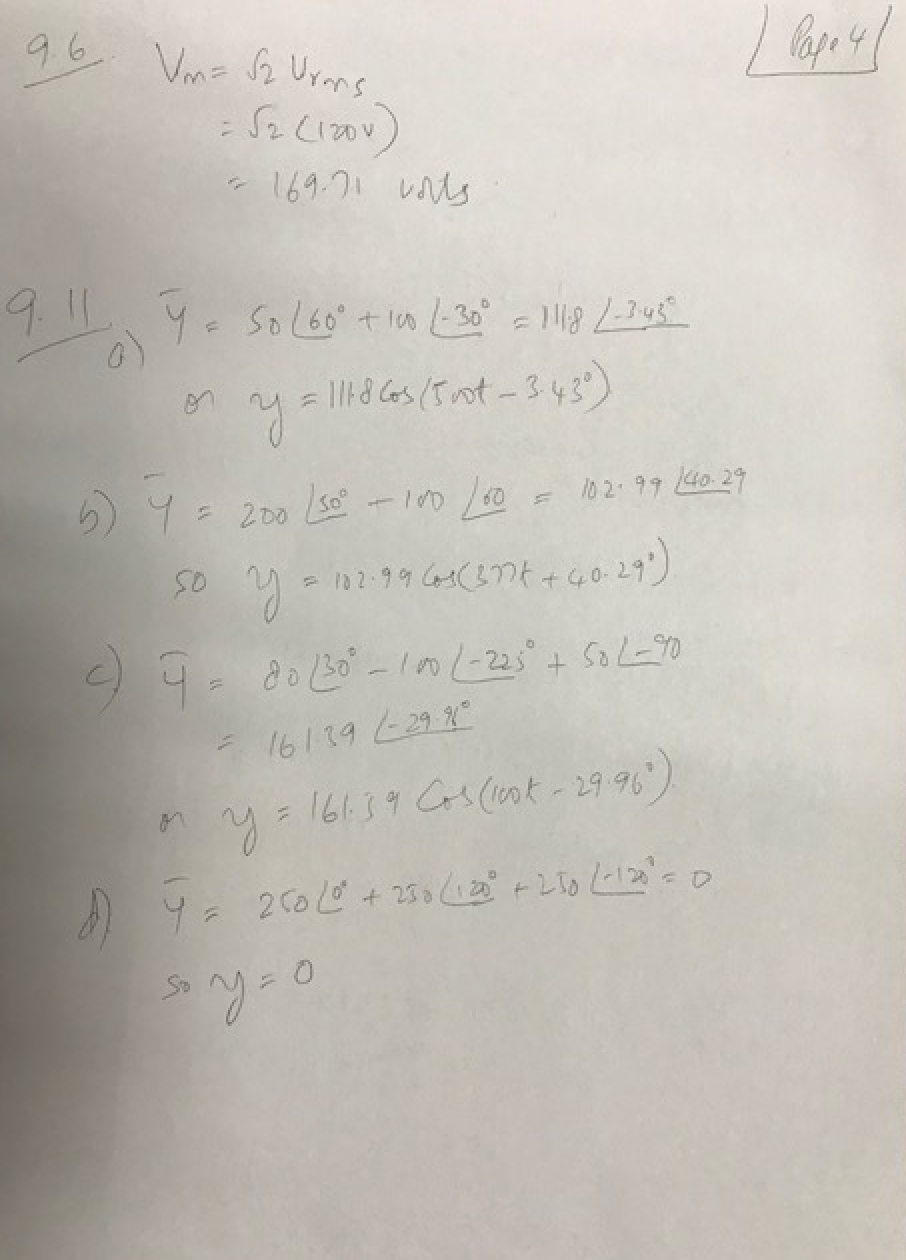 Page 4
9.6 Vm = √2 Vrms
= √2 (120V)
= 169.71 volts
9.11 a) Ȳ = 50∠60° + 100∠-30° = 111.8∠-3.43°
or y = 111.8 Cos(500t - 3.43°)
b) Ȳ = 200∠50° - 100∠60 = 102.99∠40.29
so y = 102.99 Cos(377t + 40.29°)
c) Ȳ = 80∠30° - 100∠-225° + 50∠-90
= 161.39∠-29.96°
or y = 161.59 Cos(100t - 29.96°)
d) Ȳ = 250∠0° + 250∠120° + 250∠-120° = 0
so y = 0